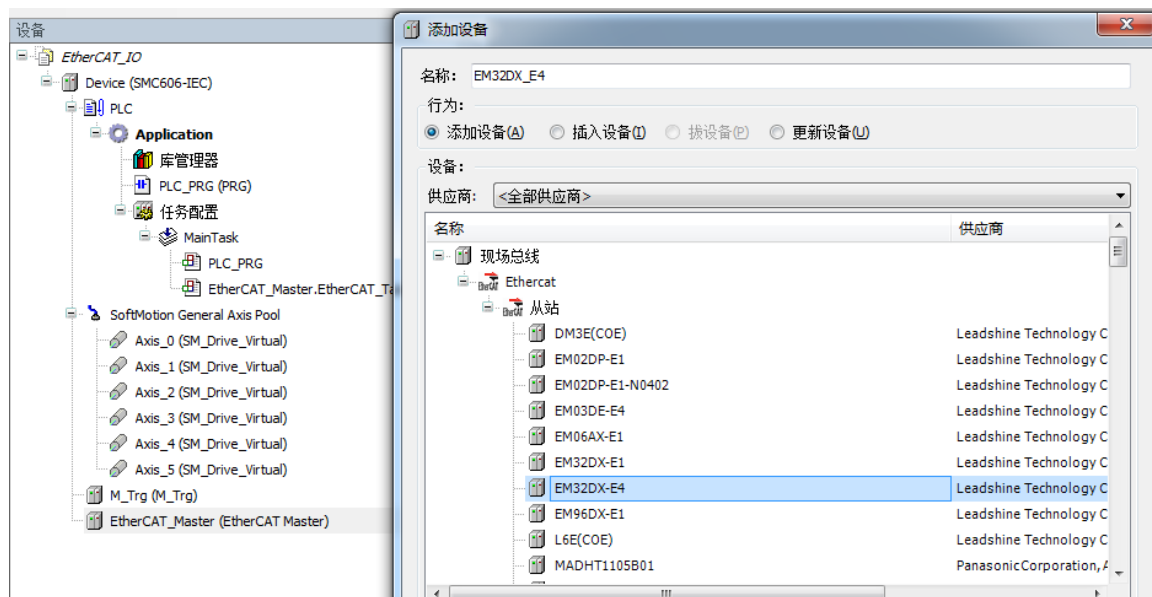 设备
EtherCAT_IO
Device (SMC606-IEC)
PLC
Application
库管理器
PLC_PRG (PRG)
任务配置
MainTask
PLC_PRG
EtherCAT_Master.EtherCAT_Ta
SoftMotion General Axis Pool
Axis_0 (SM_Drive_Virtual)
Axis_1 (SM_Drive_Virtual)
Axis_2 (SM_Drive_Virtual)
Axis_3 (SM_Drive_Virtual)
Axis_4 (SM_Drive_Virtual)
Axis_5 (SM_Drive_Virtual)
M_Trg (M_Trg)
EtherCAT_Master (EtherCAT Master)
添加设备
名称: EM32DX_E4
行为:
添加设备(A) 插入设备(I) 拔设备(P) 更新设备(U)
设备:
供应商: <全部供应商>
名称 供应商
现场总线
EtherCAT Ethercat
EtherCAT 从站
DM3E(COE) Leadshine Technology C
EM02DP-E1 Leadshine Technology C
EM02DP-E1-N0402 Leadshine Technology C
EM03DE-E4 Leadshine Technology C
EM06AX-E1 Leadshine Technology C
EM32DX-E1 Leadshine Technology C
EM32DX-E4 Leadshine Technology C
EM96DX-E1 Leadshine Technology C
L6E(COE) Leadshine Technology C
MADHT1105B01 PanasonicCorporation, A